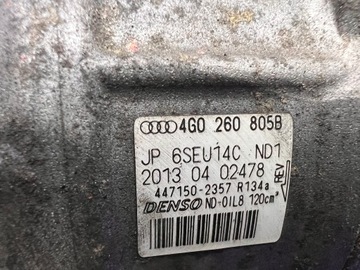 4G0 260 805B
JP 6SEU14C ND1
2013 04 02478
447150-2357 R134a
DENSO ND-OIL8 120cm³
REV